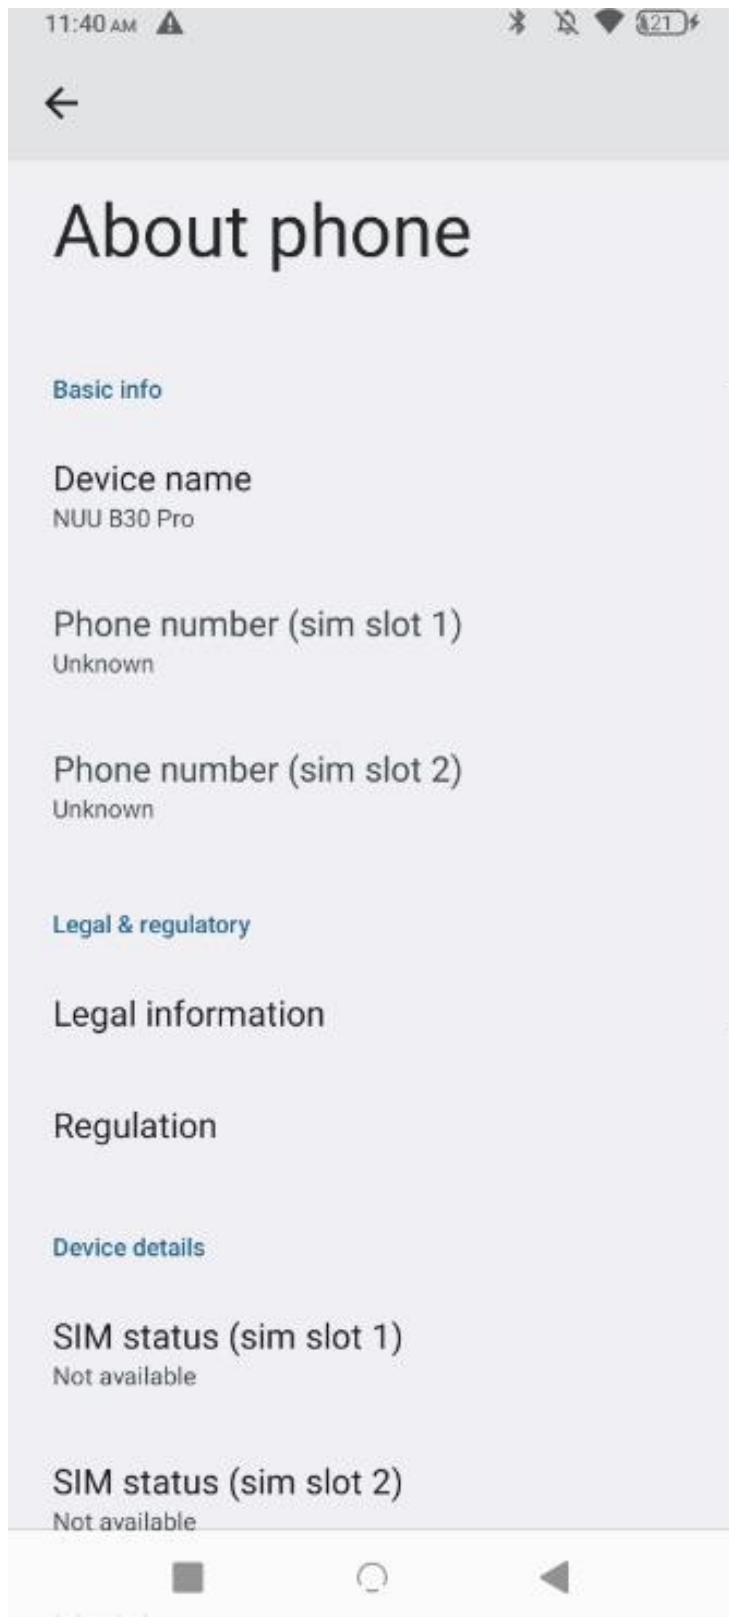 11:40 AM
21
About phone
Basic info
Device name
NUU B30 Pro
Phone number (sim slot 1)
Unknown
Phone number (sim slot 2)
Unknown
Legal & regulatory
Legal information
Regulation
Device details
SIM status (sim slot 1)
Not available
SIM status (sim slot 2)
Not available